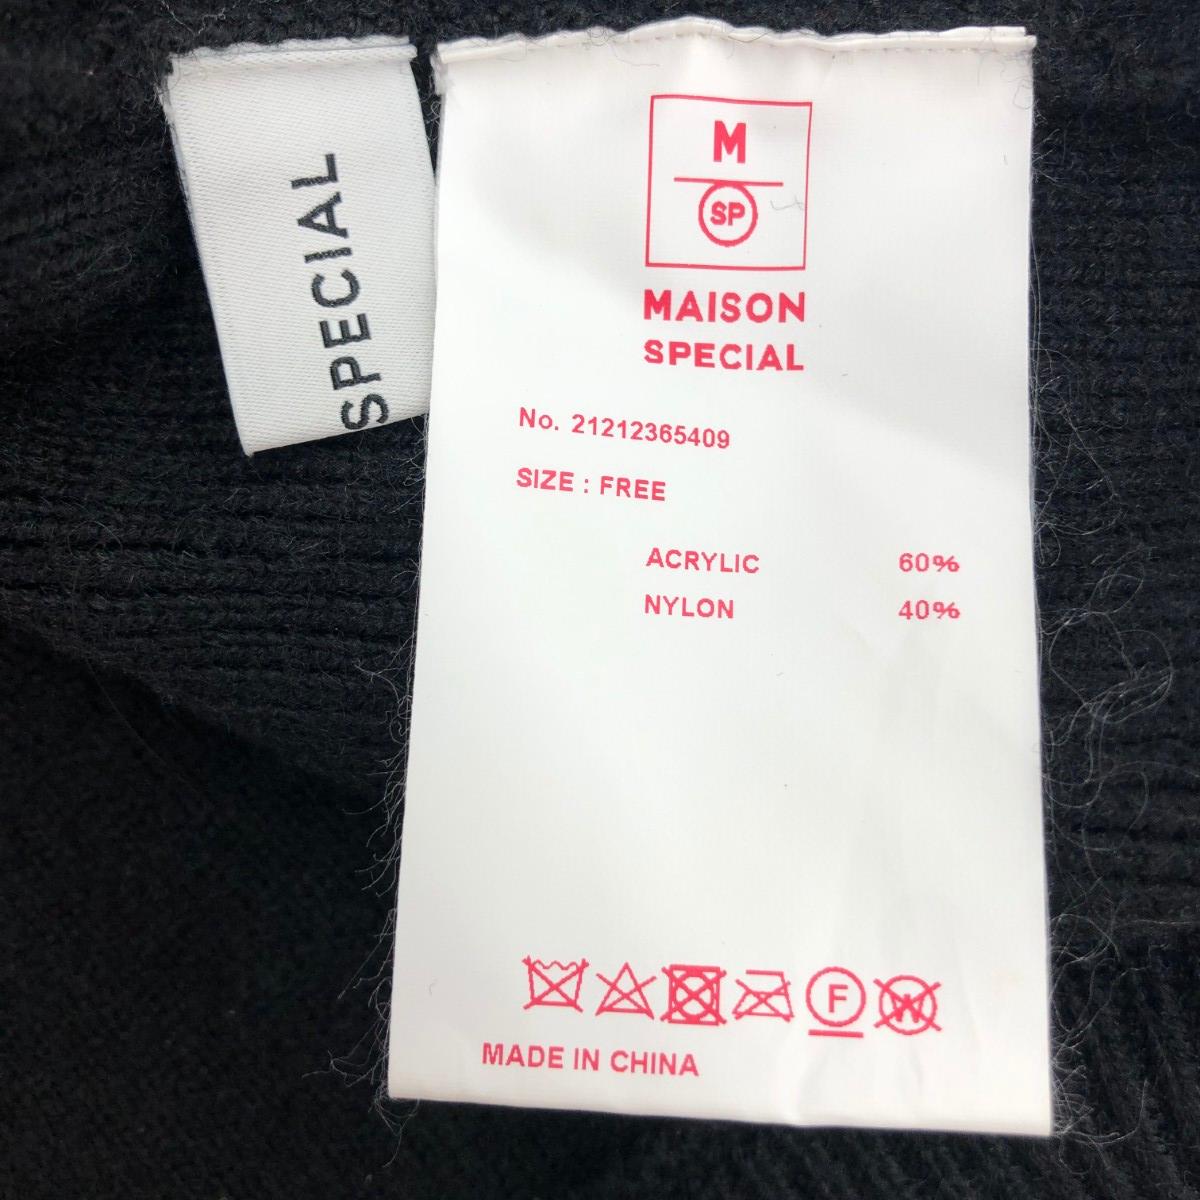 SPECIAL
M
SP
MAISON
SPECIAL
No. 21212365409
SIZE : FREE
ACRYLIC 60%
NYLON 40%
F
W
MADE IN CHINA